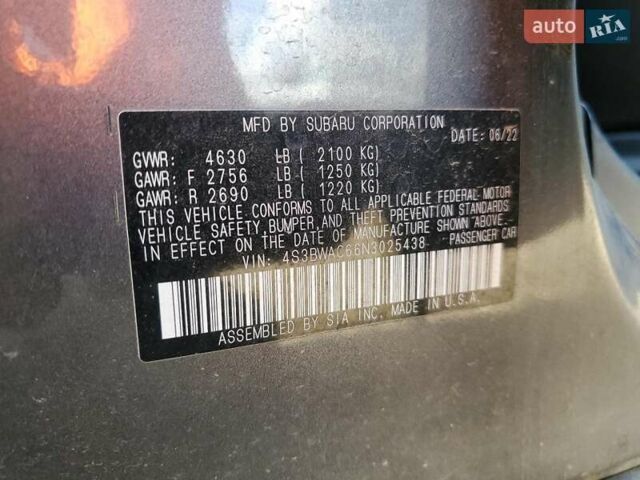 auto RIA.com
MFD BY SUBARU CORPORATION
DATE: 06/22
GVWR: 4630 LB ( 2100 KG)
GAWR: F 2756 LB ( 1250 KG)
GAWR: R 2690 LB ( 1220 KG)
THIS VEHICLE CONFORMS TO ALL APPLICABLE FEDERAL MOTOR
VEHICLE SAFETY, BUMPER, AND THEFT PREVENTION STANDARDS
IN EFFECT ON THE DATE OF MANUFACTURE SHOWN ABOVE.
VIN: 4S3BWAC66N3025438 PASSENGER CAR
ASSEMBLED BY SIA INC. MADE IN U.S.A.